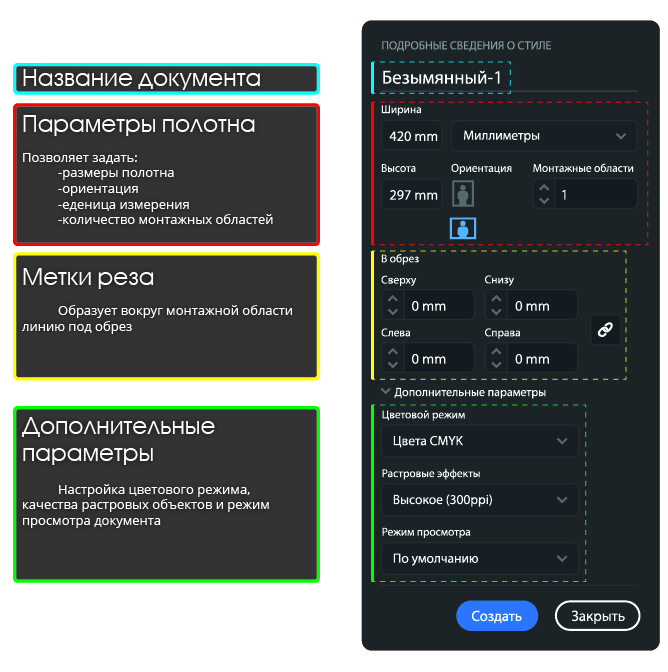 Название документа
Параметры полотна
Позволяет задать:
-размеры полотна
-ориентация
-еденица измерения
-количество монтажных областей
Метки реза
Образует вокруг монтажной области
линию под обрез
Дополнительные
параметры
Настройка цветового режима,
качества растровых объектов и режим
просмотра документа
ПОДРОБНЫЕ СВЕДЕНИЯ О СТИЛЕ
Безымянный-1
Ширина
420 mm Миллиметры
Высота Ориентация Монтажные области
297 mm 1
В обрез
Сверху Снизу
0 mm 0 mm
Слева Справа
0 mm 0 mm
Дополнительные параметры
Цветовой режим
Цвета CMYK
Растровые эффекты
Высокое (300ppi)
Режим просмотра
По умолчанию
Создать Закрыть